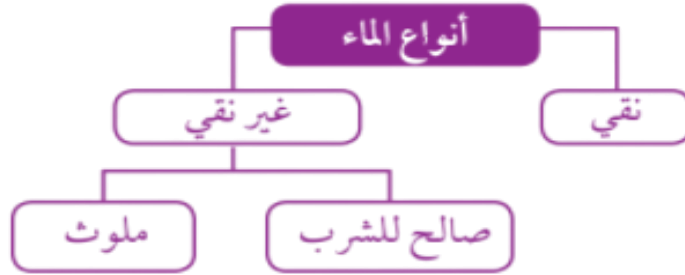 أنواع الماء
نقي
غير نقي
صالح للشرب
ملوث